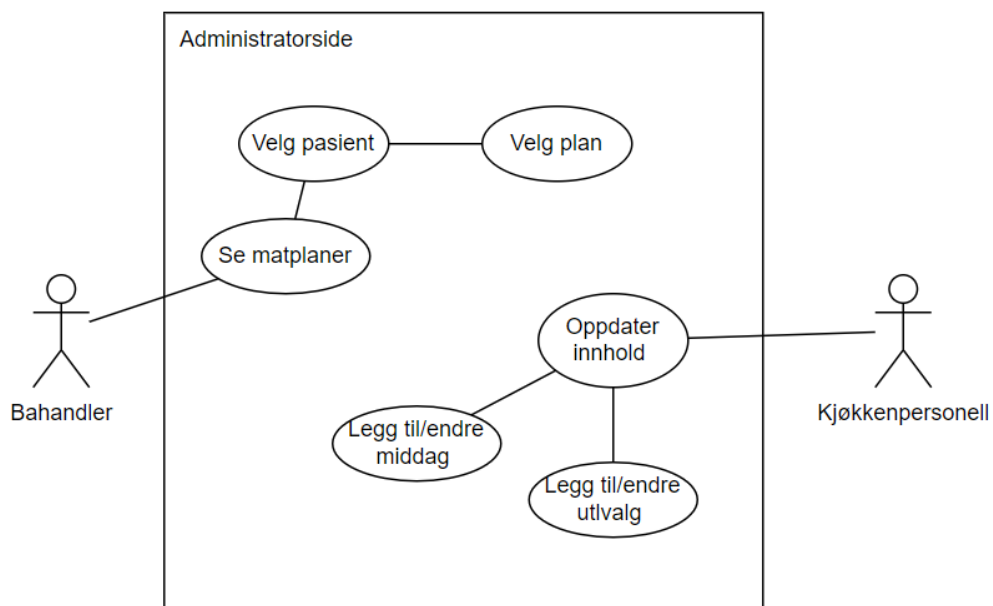 Administratorside
Velg pasient
Velg plan
Se matplaner
Oppdater
innhold
Bahandler
Kjøkkenpersonell
Legg til/endre
middag
Legg til/endre
utlvalg